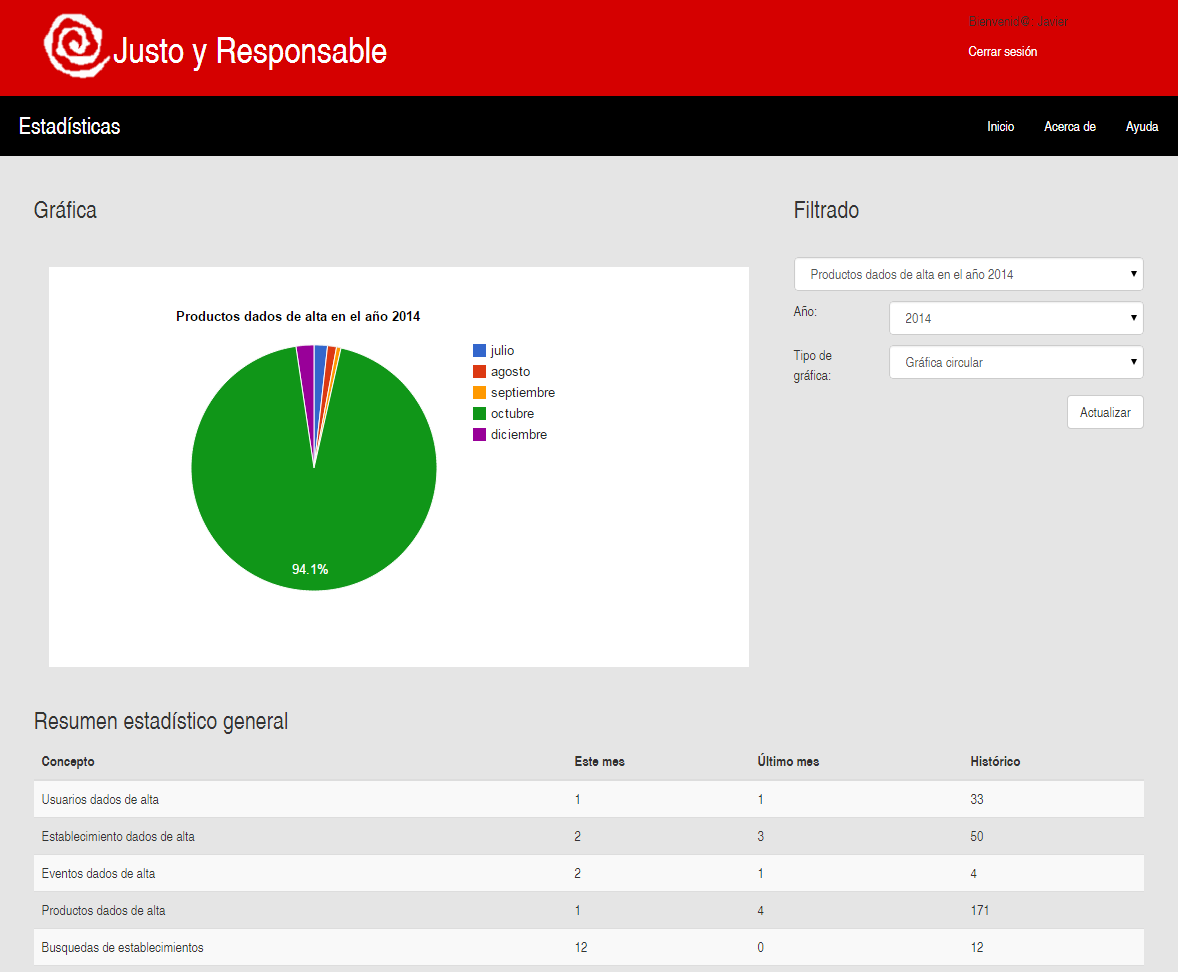 Justo y Responsable
Bienvenid@: Javier
Cerrar sesión
Estadísticas
Inicio Acerca de Ayuda
Gráfica
Productos dados de alta en el año 2014
julio
agosto
septiembre
octubre
diciembre
94.1%
Filtrado
Productos dados de alta en el año 2014
Año: 2014
Tipo de
gráfica:
Gráfica circular
Actualizar
Resumen estadístico general
Concepto Este mes Último mes Histórico
Usuarios dados de alta 1 1 33
Establecimiento dados de alta 2 3 50
Eventos dados de alta 2 1 4
Productos dados de alta 1 4 171
Busquedas de establecimientos 12 0 12